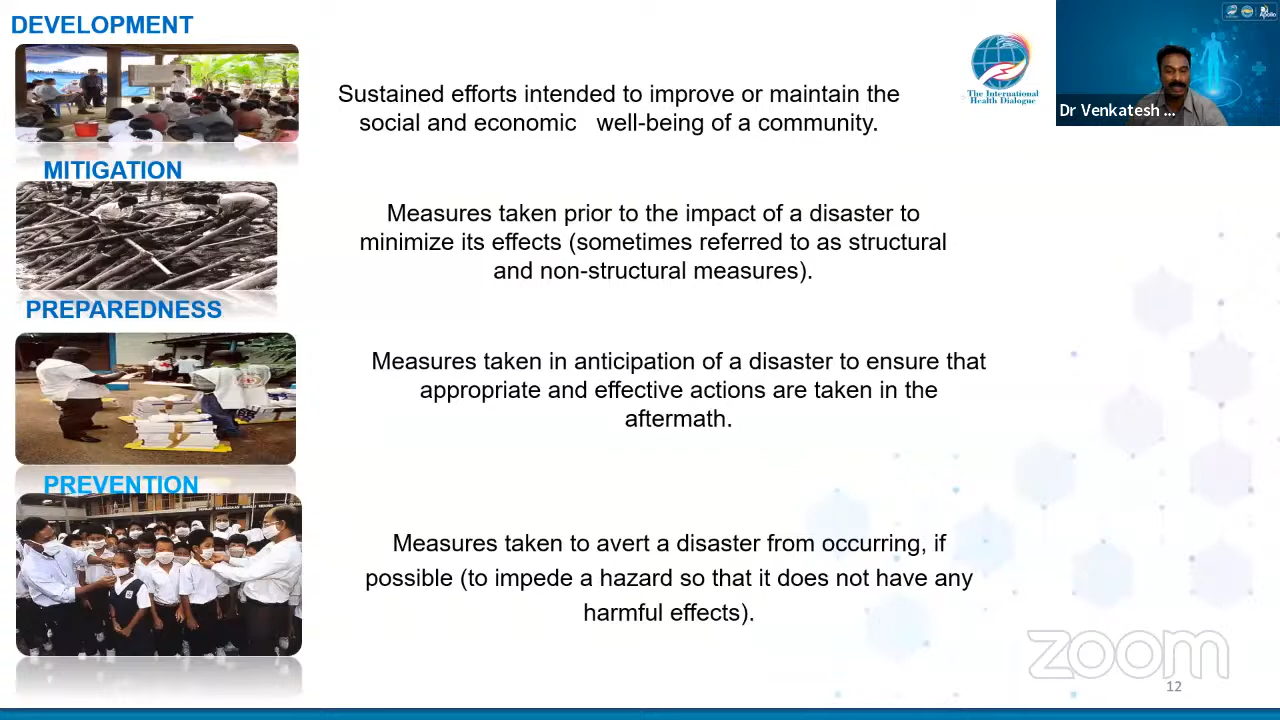 DEVELOPMENT
Sustained efforts intended to improve or maintain the
social and economic well-being of a community.
The International
Health Dialogue
Dr Venkatesh ...
Apollo
MITIGATION
Measures taken prior to the impact of a disaster to
minimize its effects (sometimes referred to as structural
and non-structural measures).
PREPAREDNESS
Measures taken in anticipation of a disaster to ensure that
appropriate and effective actions are taken in the
aftermath.
PREVENTION
Measures taken to avert a disaster from occurring, if
possible (to impede a hazard so that it does not have any
harmful effects).
zoom
12